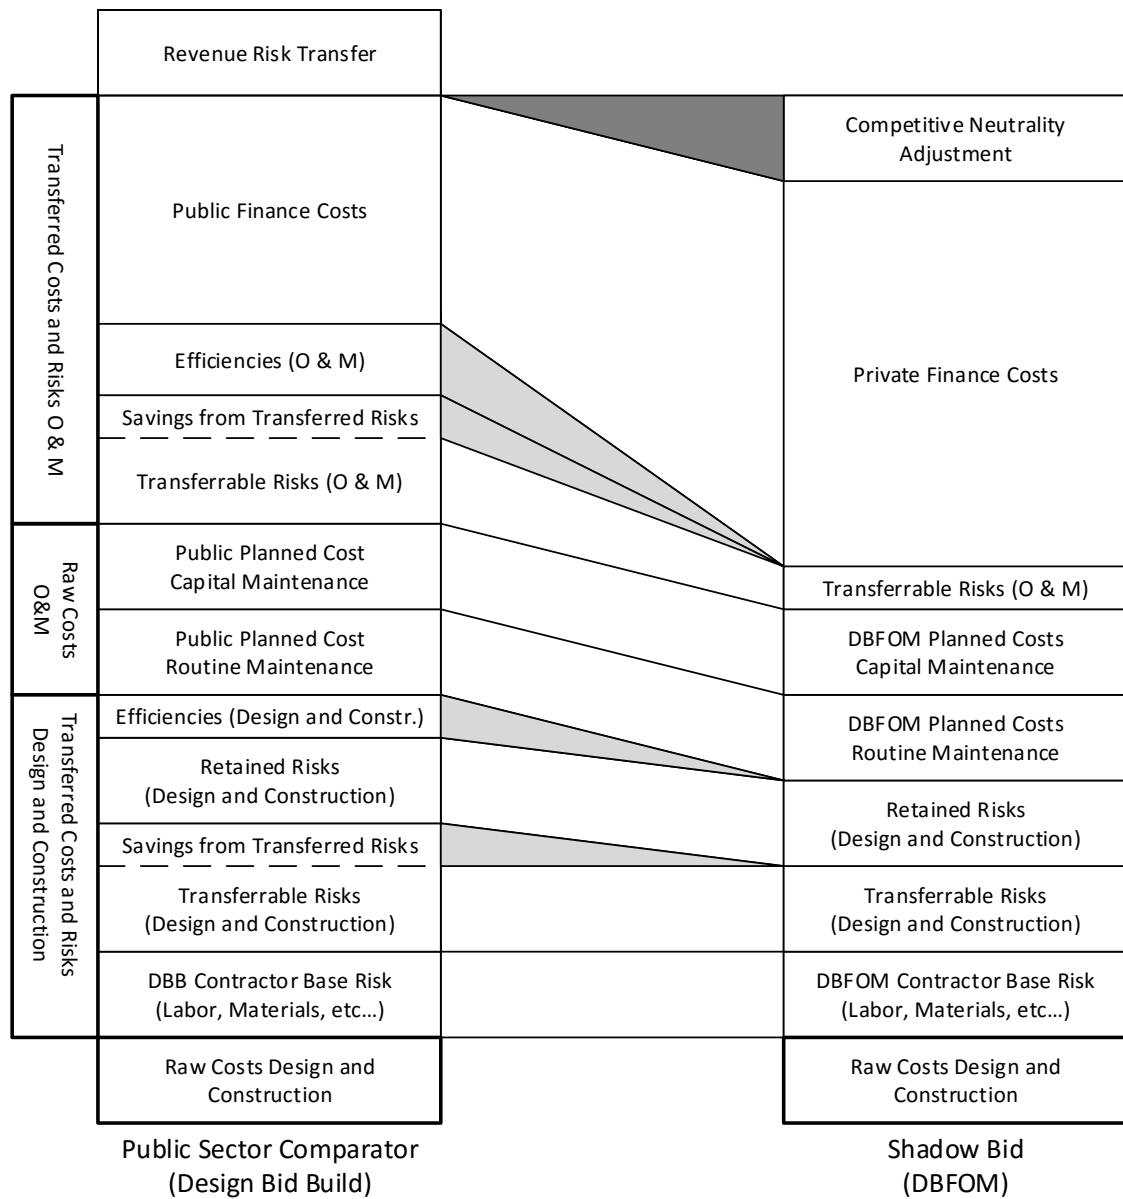 Revenue Risk Transfer
Transferred Costs and Risks O & M
Public Finance Costs
Efficiencies (O & M)
Savings from Transferred Risks
Transferrable Risks (O & M)
Raw Costs
O&M
Public Planned Cost
Capital Maintenance
Public Planned Cost
Routine Maintenance
Transferred Costs and Risks
Design and Construction
Efficiencies (Design and Constr.)
Retained Risks
(Design and Construction)
Savings from Transferred Risks
Transferrable Risks
(Design and Construction)
DBB Contractor Base Risk
(Labor, Materials, etc...)
Raw Costs Design and
Construction
Public Sector Comparator
(Design Bid Build)
Competitive Neutrality
Adjustment
Private Finance Costs
Transferrable Risks (O & M)
DBFOM Planned Costs
Capital Maintenance
DBFOM Planned Costs
Routine Maintenance
Retained Risks
(Design and Construction)
Transferrable Risks
(Design and Construction)
DBFOM Contractor Base Risk
(Labor, Materials, etc...)
Raw Costs Design and
Construction
Shadow Bid
(DBFOM)